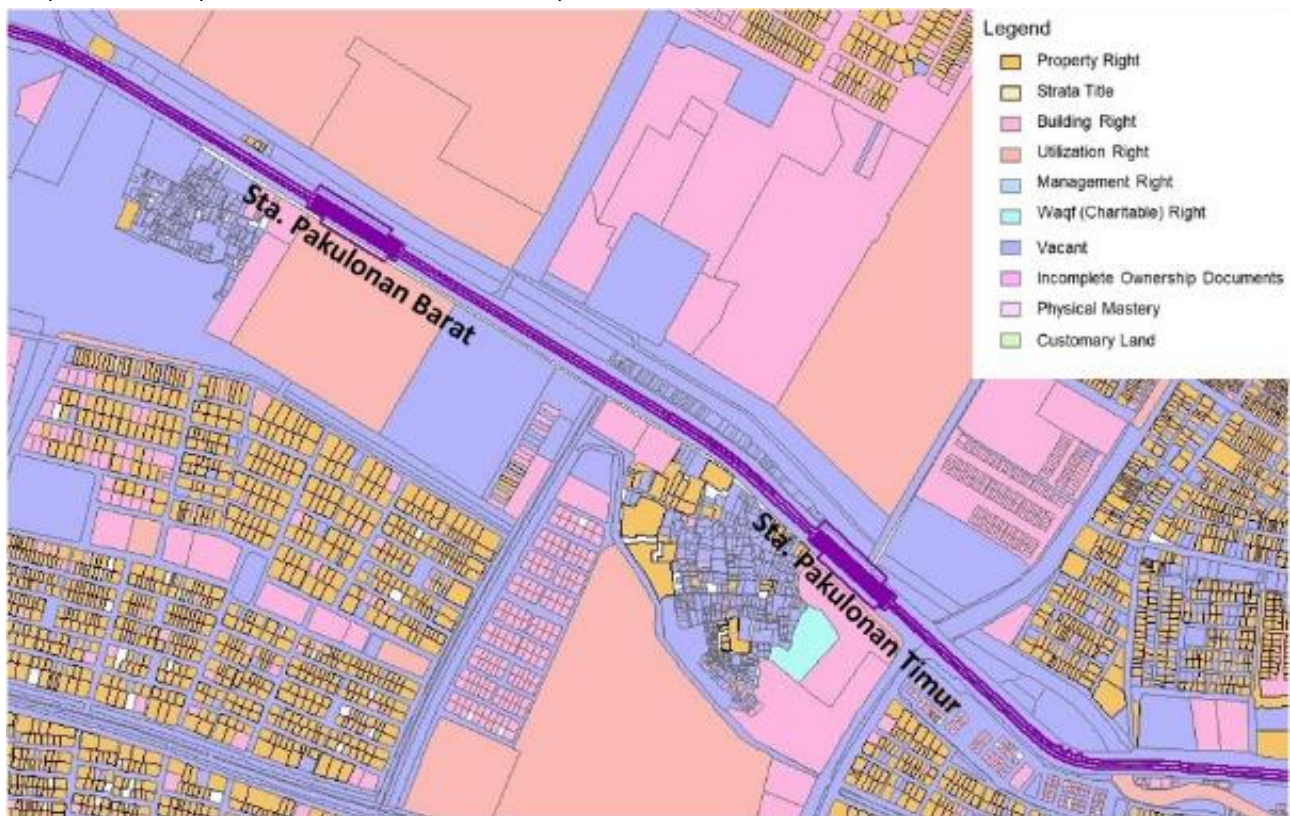 Legend
Property Right
Strata Title
Building Right
Utilization Right
Management Right
Waqf (Charitable) Right
Vacant
Incomplete Ownership Documents
Physical Mastery
Customary Land
Sta. Pakulonan Barat
Sta. Pakulonan Timur